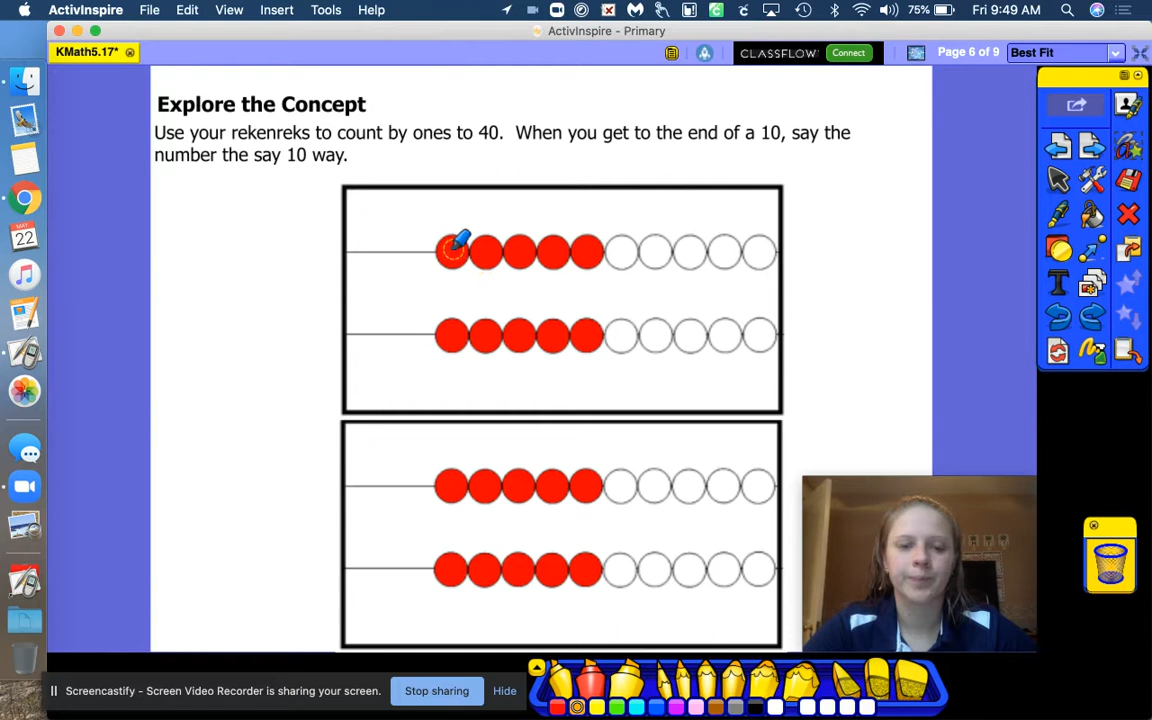 ActivInspire File Edit View Insert Tools Help 75% Fri 9:49 AM
ActivInspire - Primary
KMath5.17* CLASSFLOW Connect Page 6 of 9 Best Fit
Explore the Concept
Use your rekenreks to count by ones to 40. When you get to the end of a 10, say the
number the say 10 way.
MAY
22
Screencastify - Screen Video Recorder is sharing your screen. Stop sharing Hide